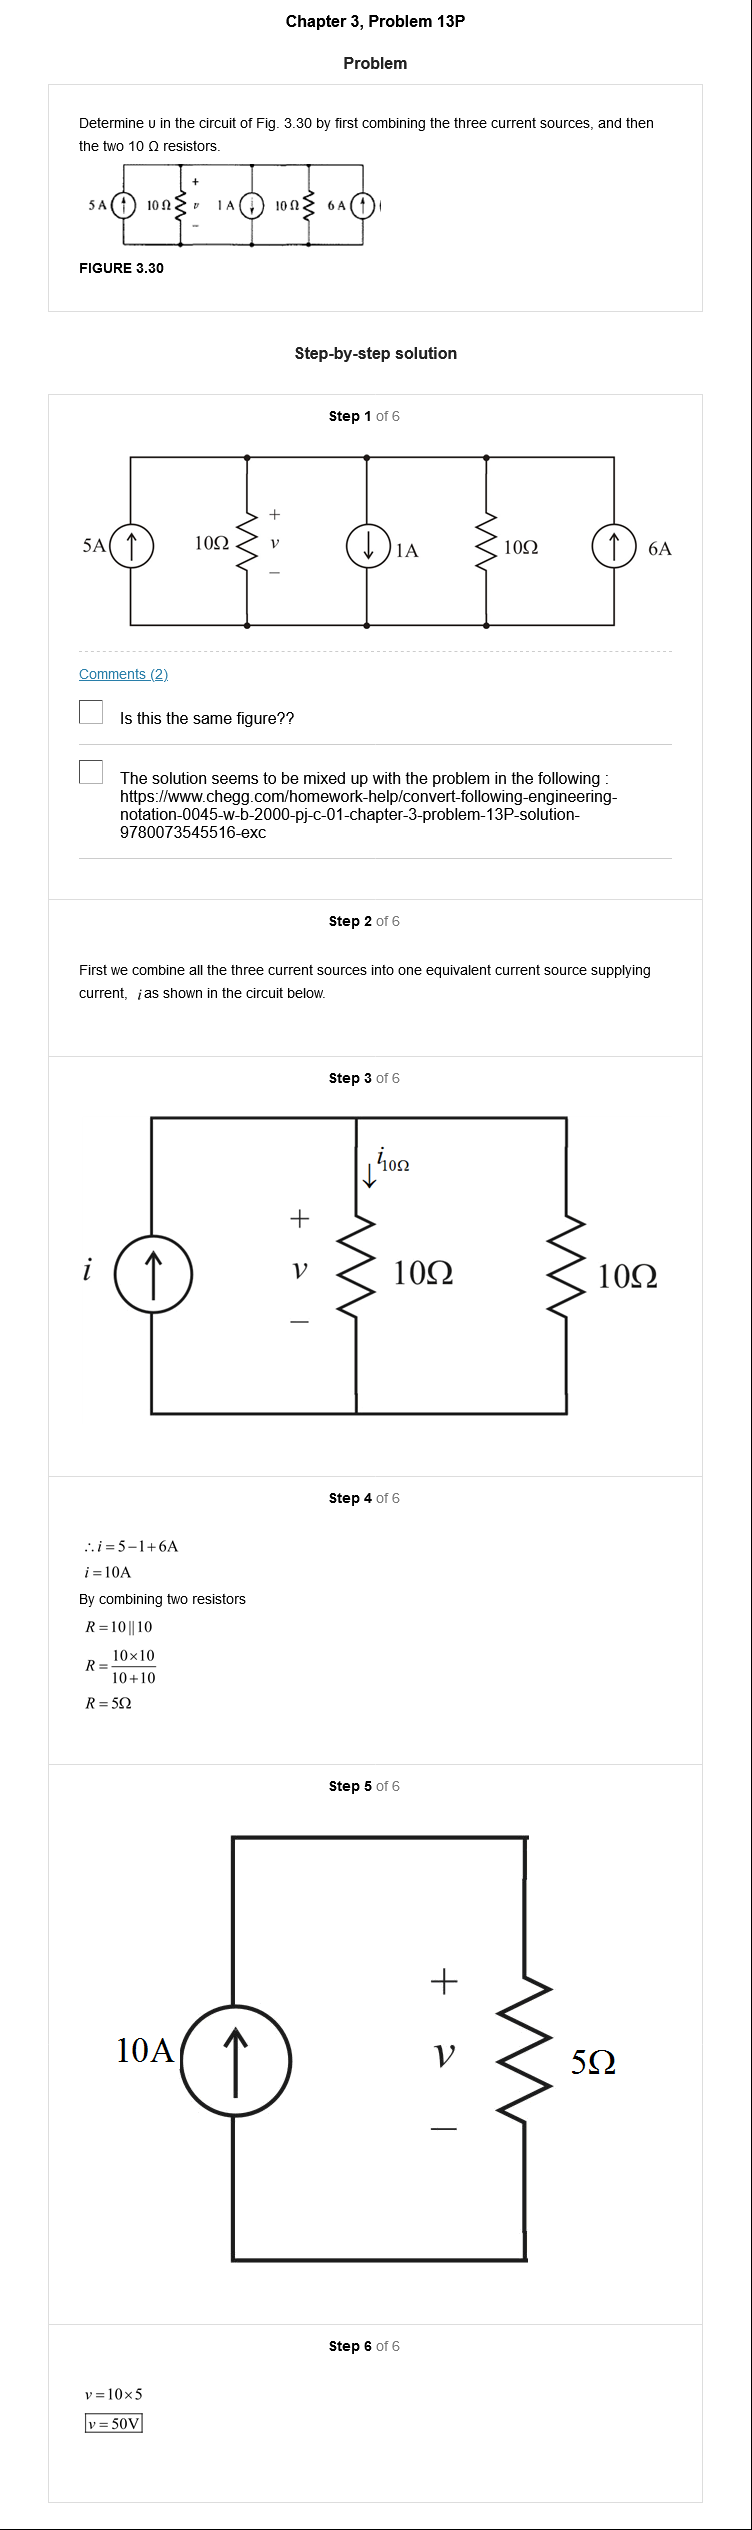 Chapter 3, Problem 13P
Problem
Determine υ in the circuit of Fig. 3.30 by first combining the three current sources, and then
the two 10 Ω resistors.
+
5 A 10 Ω v 1 A 10 Ω 6 A
−
FIGURE 3.30
Step-by-step solution
Step 1 of 6
+
5A 10Ω v 1A 10Ω 6A
−
Comments (2)
Is this the same figure??
The solution seems to be mixed up with the problem in the following :
https://www.chegg.com/homework-help/convert-following-engineering-
notation-0045-w-b-2000-pj-c-01-chapter-3-problem-13P-solution-
9780073545516-exc
Step 2 of 6
First we combine all the three current sources into one equivalent current source supplying
current, i as shown in the circuit below.
Step 3 of 6
i10Ω
+
i v 10Ω 10Ω
−
Step 4 of 6
∴ i = 5−1+6A
i = 10A
By combining two resistors
R = 10 || 10
R = 10×10 / 10+10
R = 5Ω
Step 5 of 6
+
10A v 5Ω
−
Step 6 of 6
v = 10×5
v = 50V